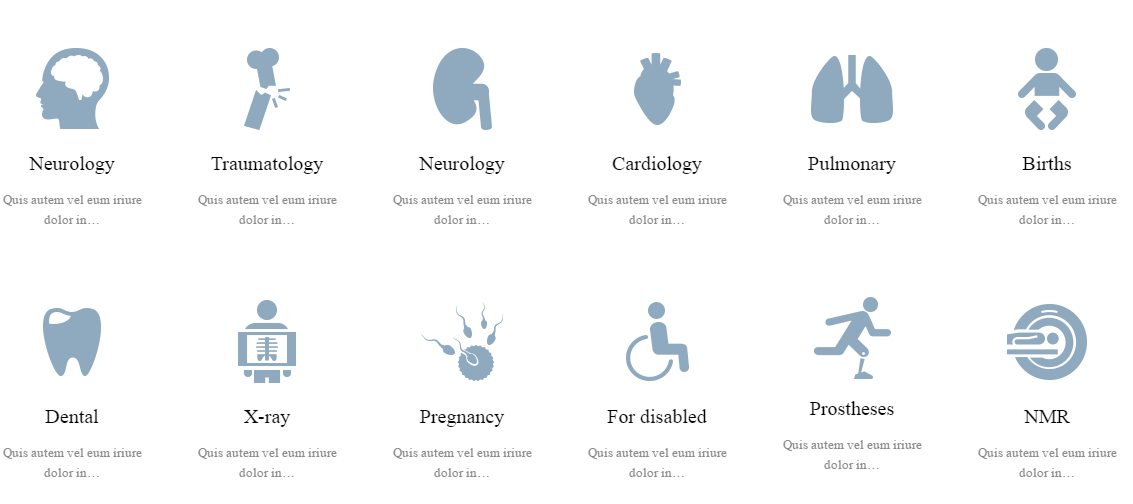 Neurology
Quis autem vel eum iriure
dolor in…
Traumatology
Quis autem vel eum iriure
dolor in…
Neurology
Quis autem vel eum iriure
dolor in…
Cardiology
Quis autem vel eum iriure
dolor in…
Pulmonary
Quis autem vel eum iriure
dolor in…
Births
Quis autem vel eum iriure
dolor in…
Dental
Quis autem vel eum iriure
dolor in…
X-ray
Quis autem vel eum iriure
dolor in…
Pregnancy
Quis autem vel eum iriure
dolor in…
For disabled
Quis autem vel eum iriure
dolor in…
Prostheses
Quis autem vel eum iriure
dolor in…
NMR
Quis autem vel eum iriure
dolor in…